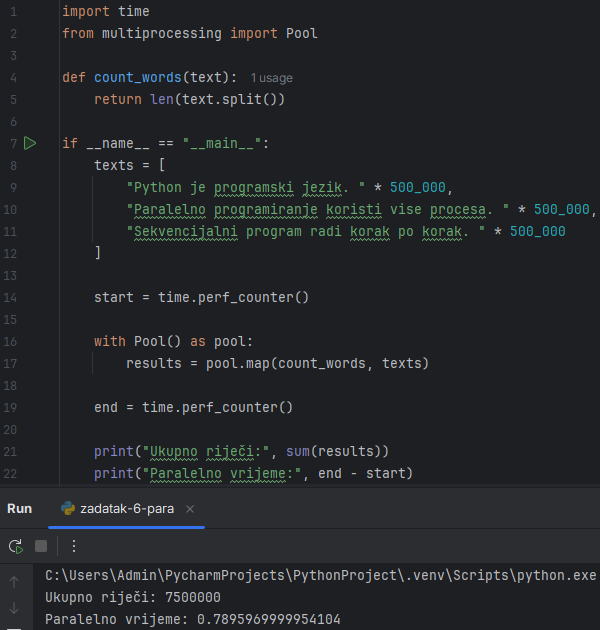 1 import time
2 from multiprocessing import Pool
3
4 def count_words(text): 1 usage
5     return len(text.split())
6
7 if __name__ == "__main__":
8     texts = [
9         "Python je programski jezik. " * 500_000,
10         "Paralelno programiranje koristi vise procesa. " * 500_000,
11         "Sekvencijalni program radi korak po korak. " * 500_000
12     ]
13
14     start = time.perf_counter()
15
16     with Pool() as pool:
17         results = pool.map(count_words, texts)
18
19     end = time.perf_counter()
20
21     print("Ukupno riječi:", sum(results))
22     print("Paralelno vrijeme:", end - start)
Run zadatak-6-para
C:\Users\Admin\PycharmProjects\PythonProject\.venv\Scripts\python.exe
Ukupno riječi: 7500000
Paralelno vrijeme: 0.7895969999954104